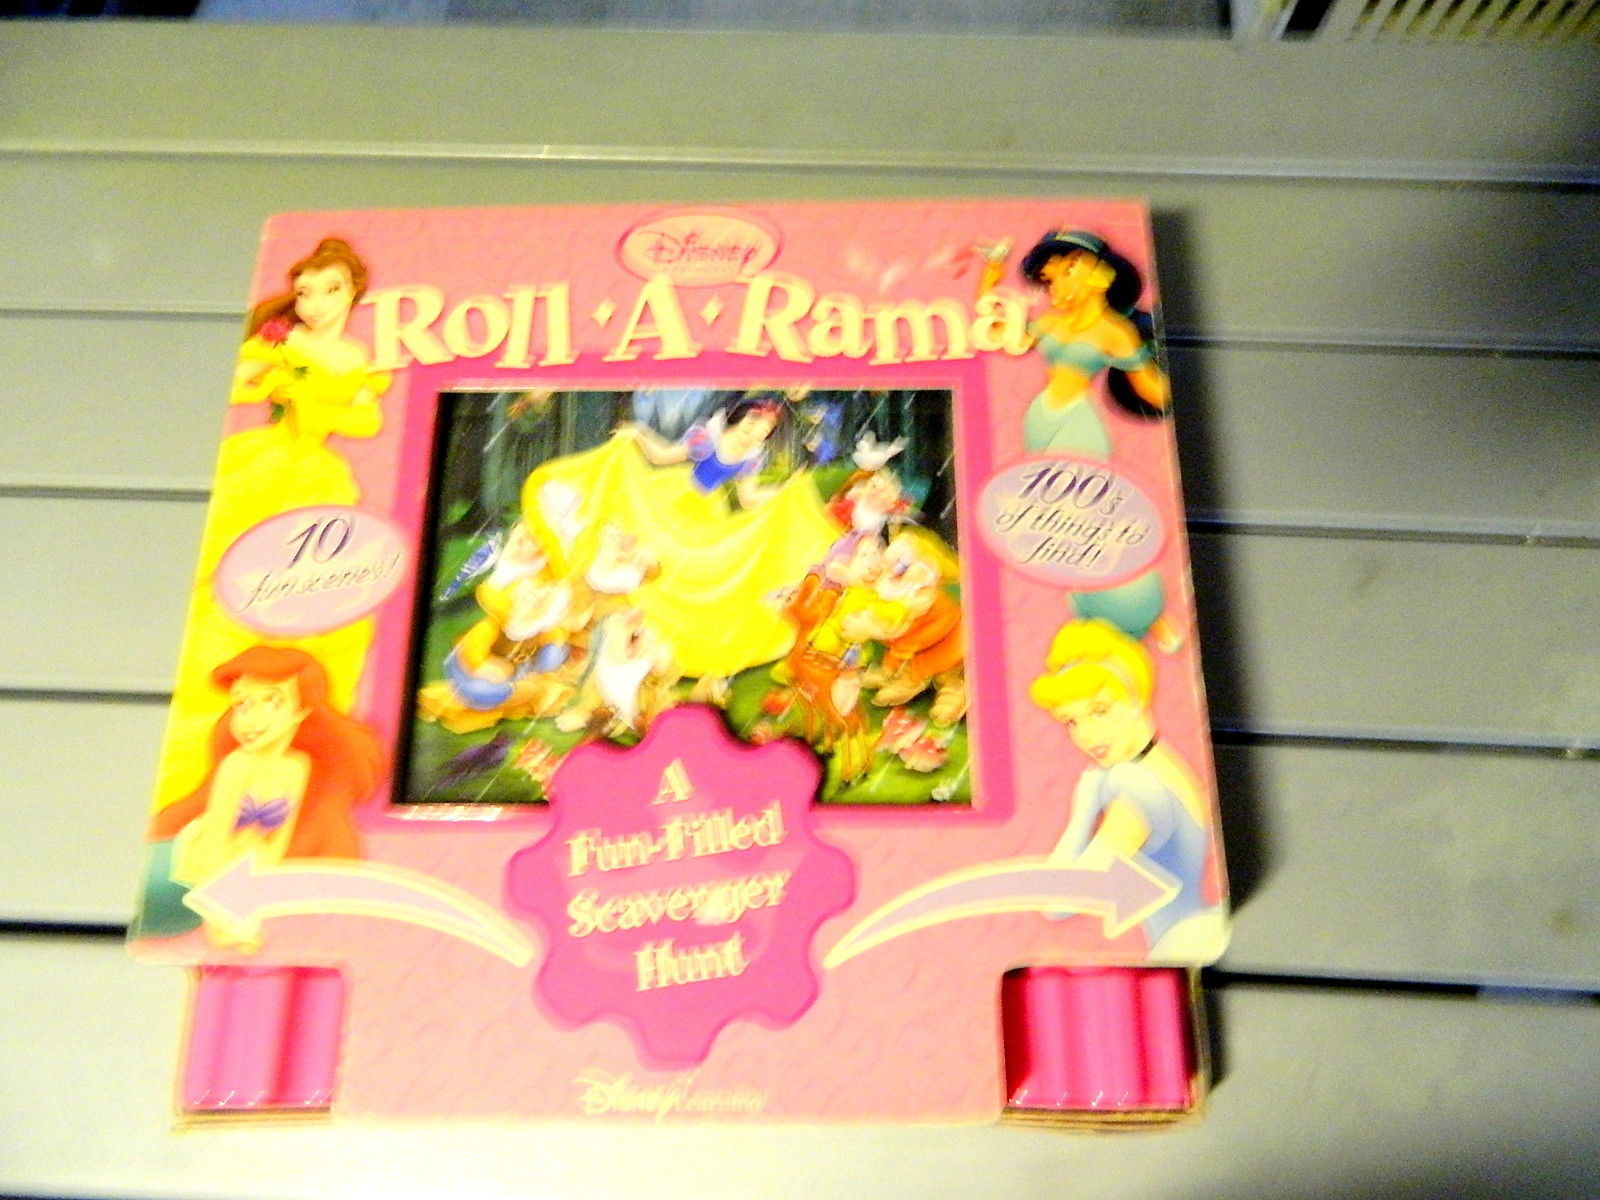 Disney
Roll·A·Rama
10
fun scenes!
100's
of things to
find!
A
Fun-Filled
Scavenger
Hunt
Disney Learning